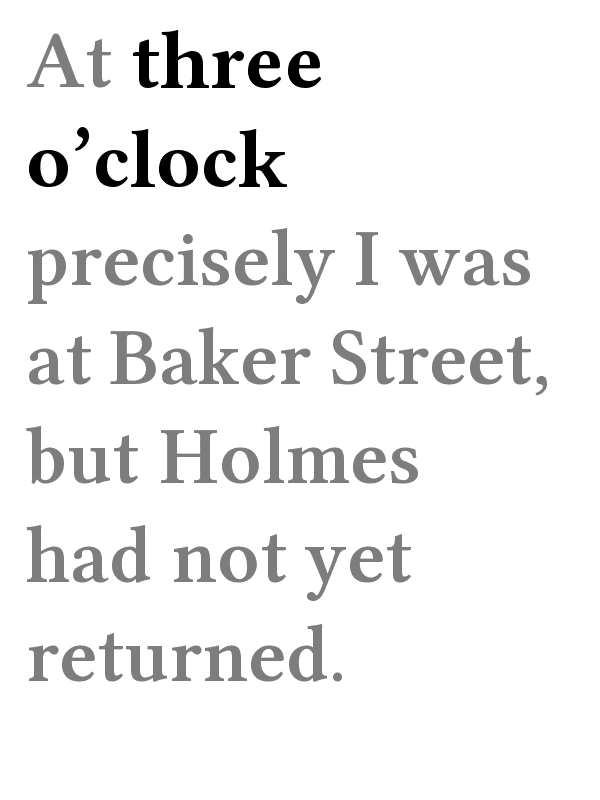 At three
o’clock
precisely I was
at Baker Street,
but Holmes
had not yet
returned.